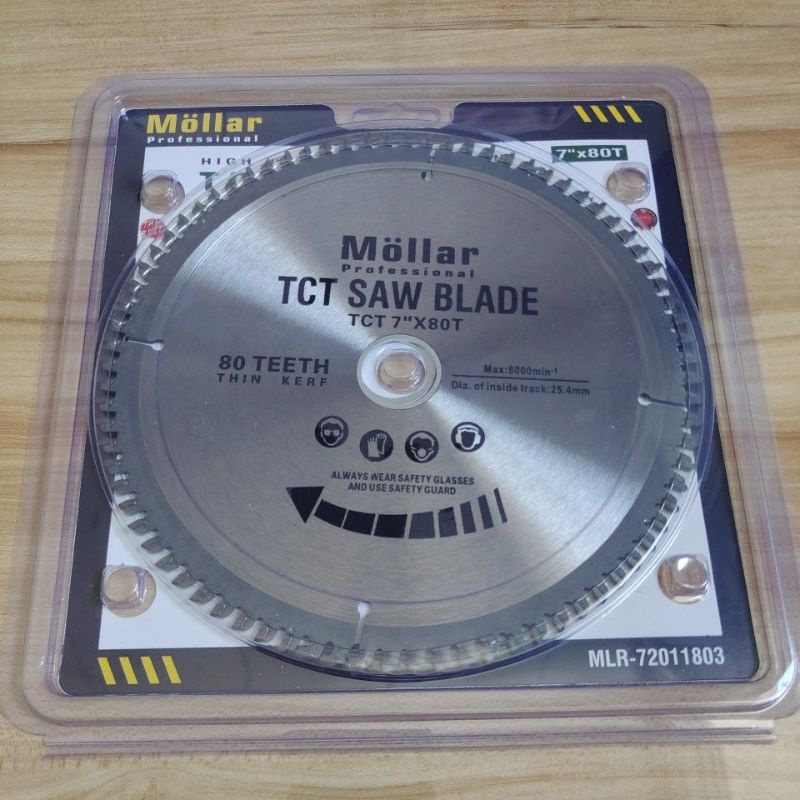 Möllar
Professional
HIGH
7"x80T
Möllar
Professional
TCT SAW BLADE
TCT 7"X80T
80 TEETH
THIN KERF
Max:8000min-1
Dia. of inside track:25.4mm
ALWAYS WEAR SAFETY GLASSES
AND USE SAFETY GUARD
MLR-72011803